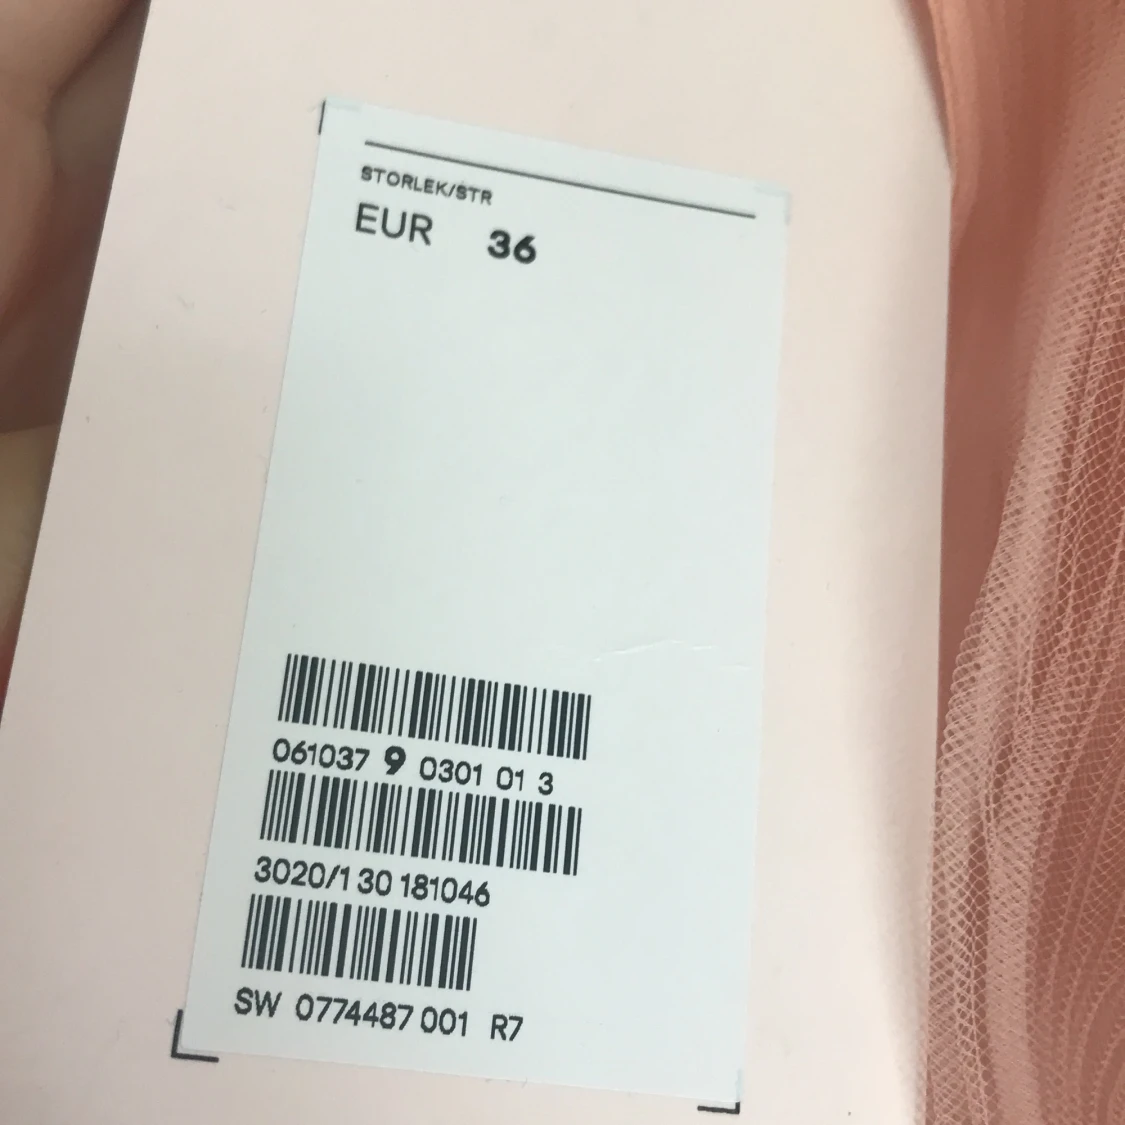 STORLEK/STR
EUR 36
061037 9 0301 01 3
3020/1 30 181046
SW 0774487 001 R7